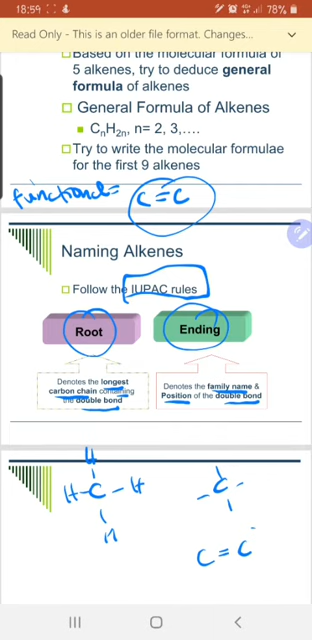 18:59
78%
Read Only - This is an older file format. Changes...
Based on the molecular formula of
5 alkenes, try to deduce general
formula of alkenes
General Formula of Alkenes
CnH2n, n= 2, 3,....
Try to write the molecular formulae
for the first 9 alkenes
functional= C=C
Naming Alkenes
Follow the IUPAC rules
Root
Ending
Denotes the longest
carbon chain containing
the double bond
Denotes the family name &
Position of the double bond
H
H-C-H
H
-C-
C=C